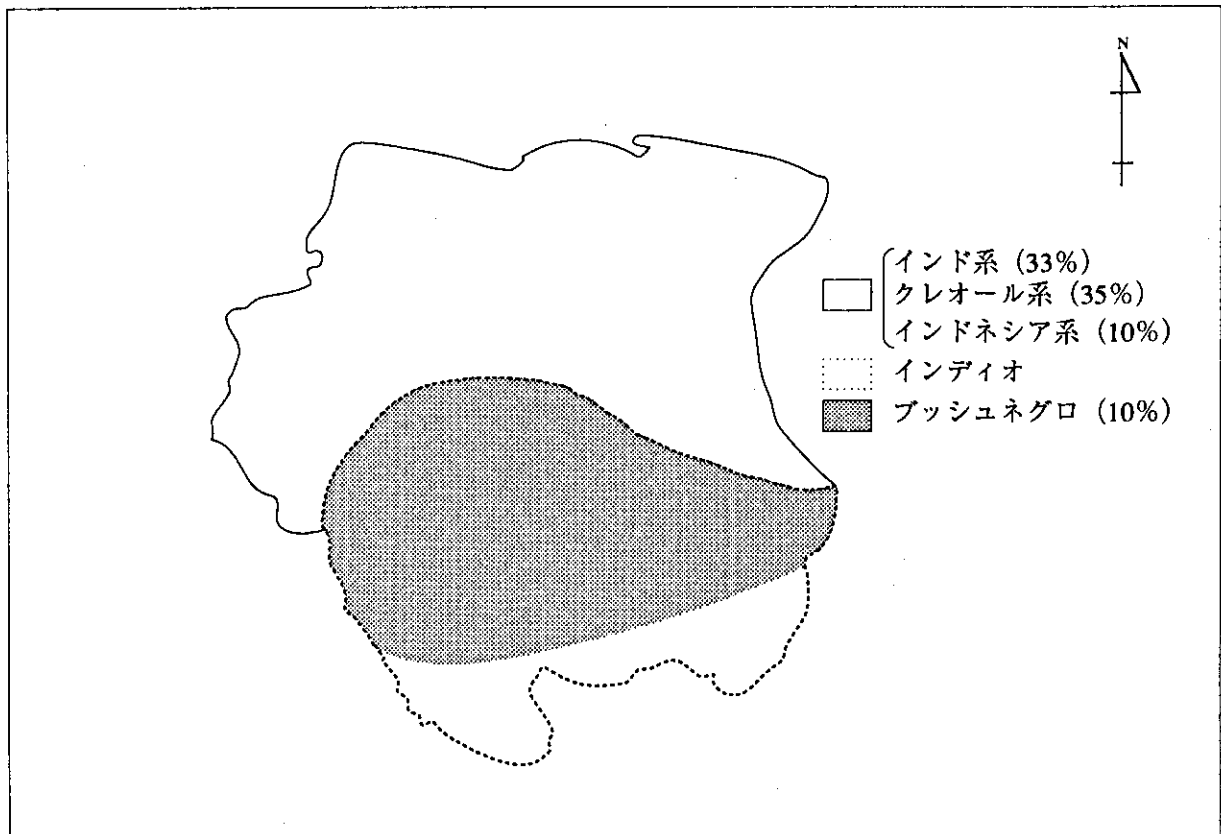 N
インド系 (33%)
クレオール系 (35%)
インドネシア系 (10%)
インディオ
ブッシュネグロ (10%)